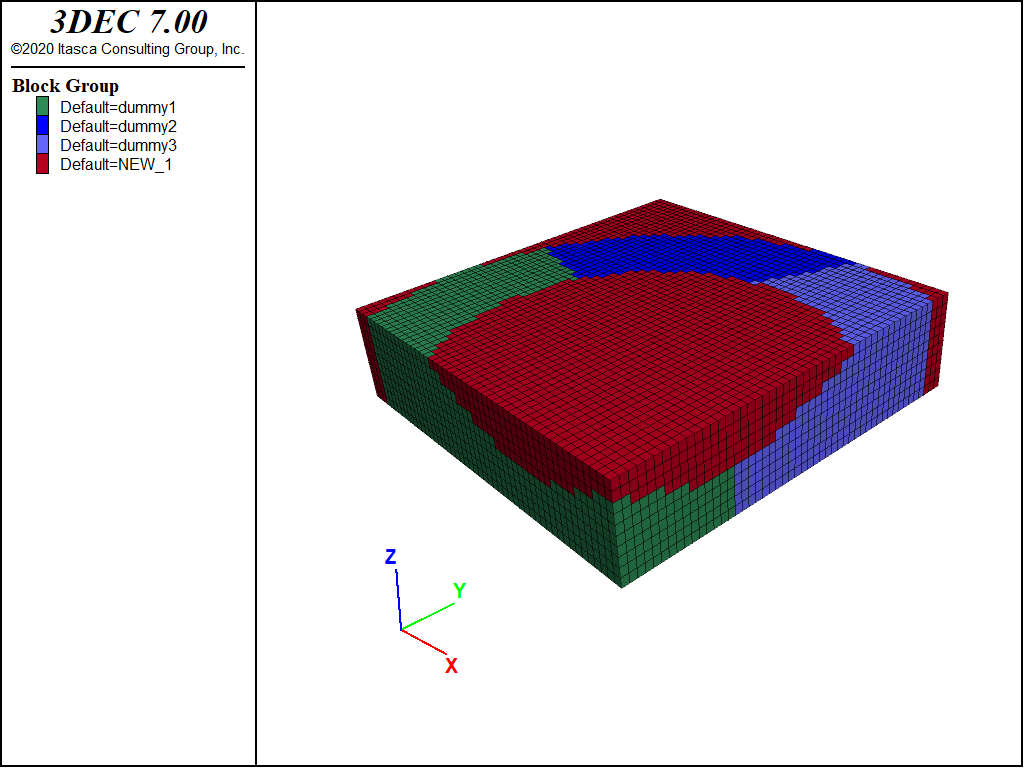 3DEC 7.00
©2020 Itasca Consulting Group, Inc.
Block Group
Default=dummy1
Default=dummy2
Default=dummy3
Default=NEW_1
Z
Y
X